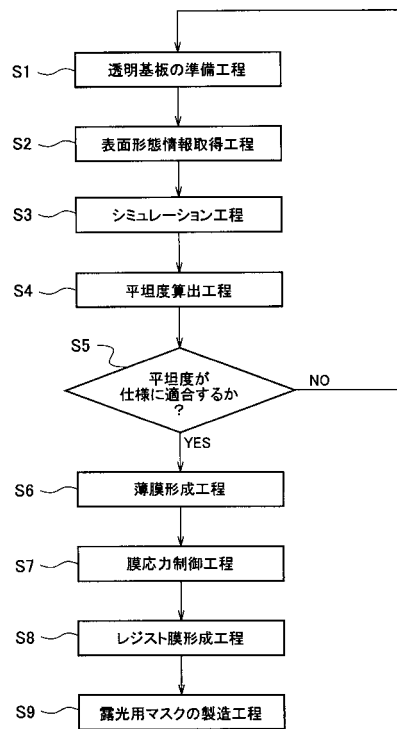 S1 透明基板の準備工程
S2 表面形態情報取得工程
S3 シミュレーション工程
S4 平坦度算出工程
S5
平坦度が
仕様に適合するか
?
NO
YES
S6 薄膜形成工程
S7 膜応力制御工程
S8 レジスト膜形成工程
S9 露光用マスクの製造工程